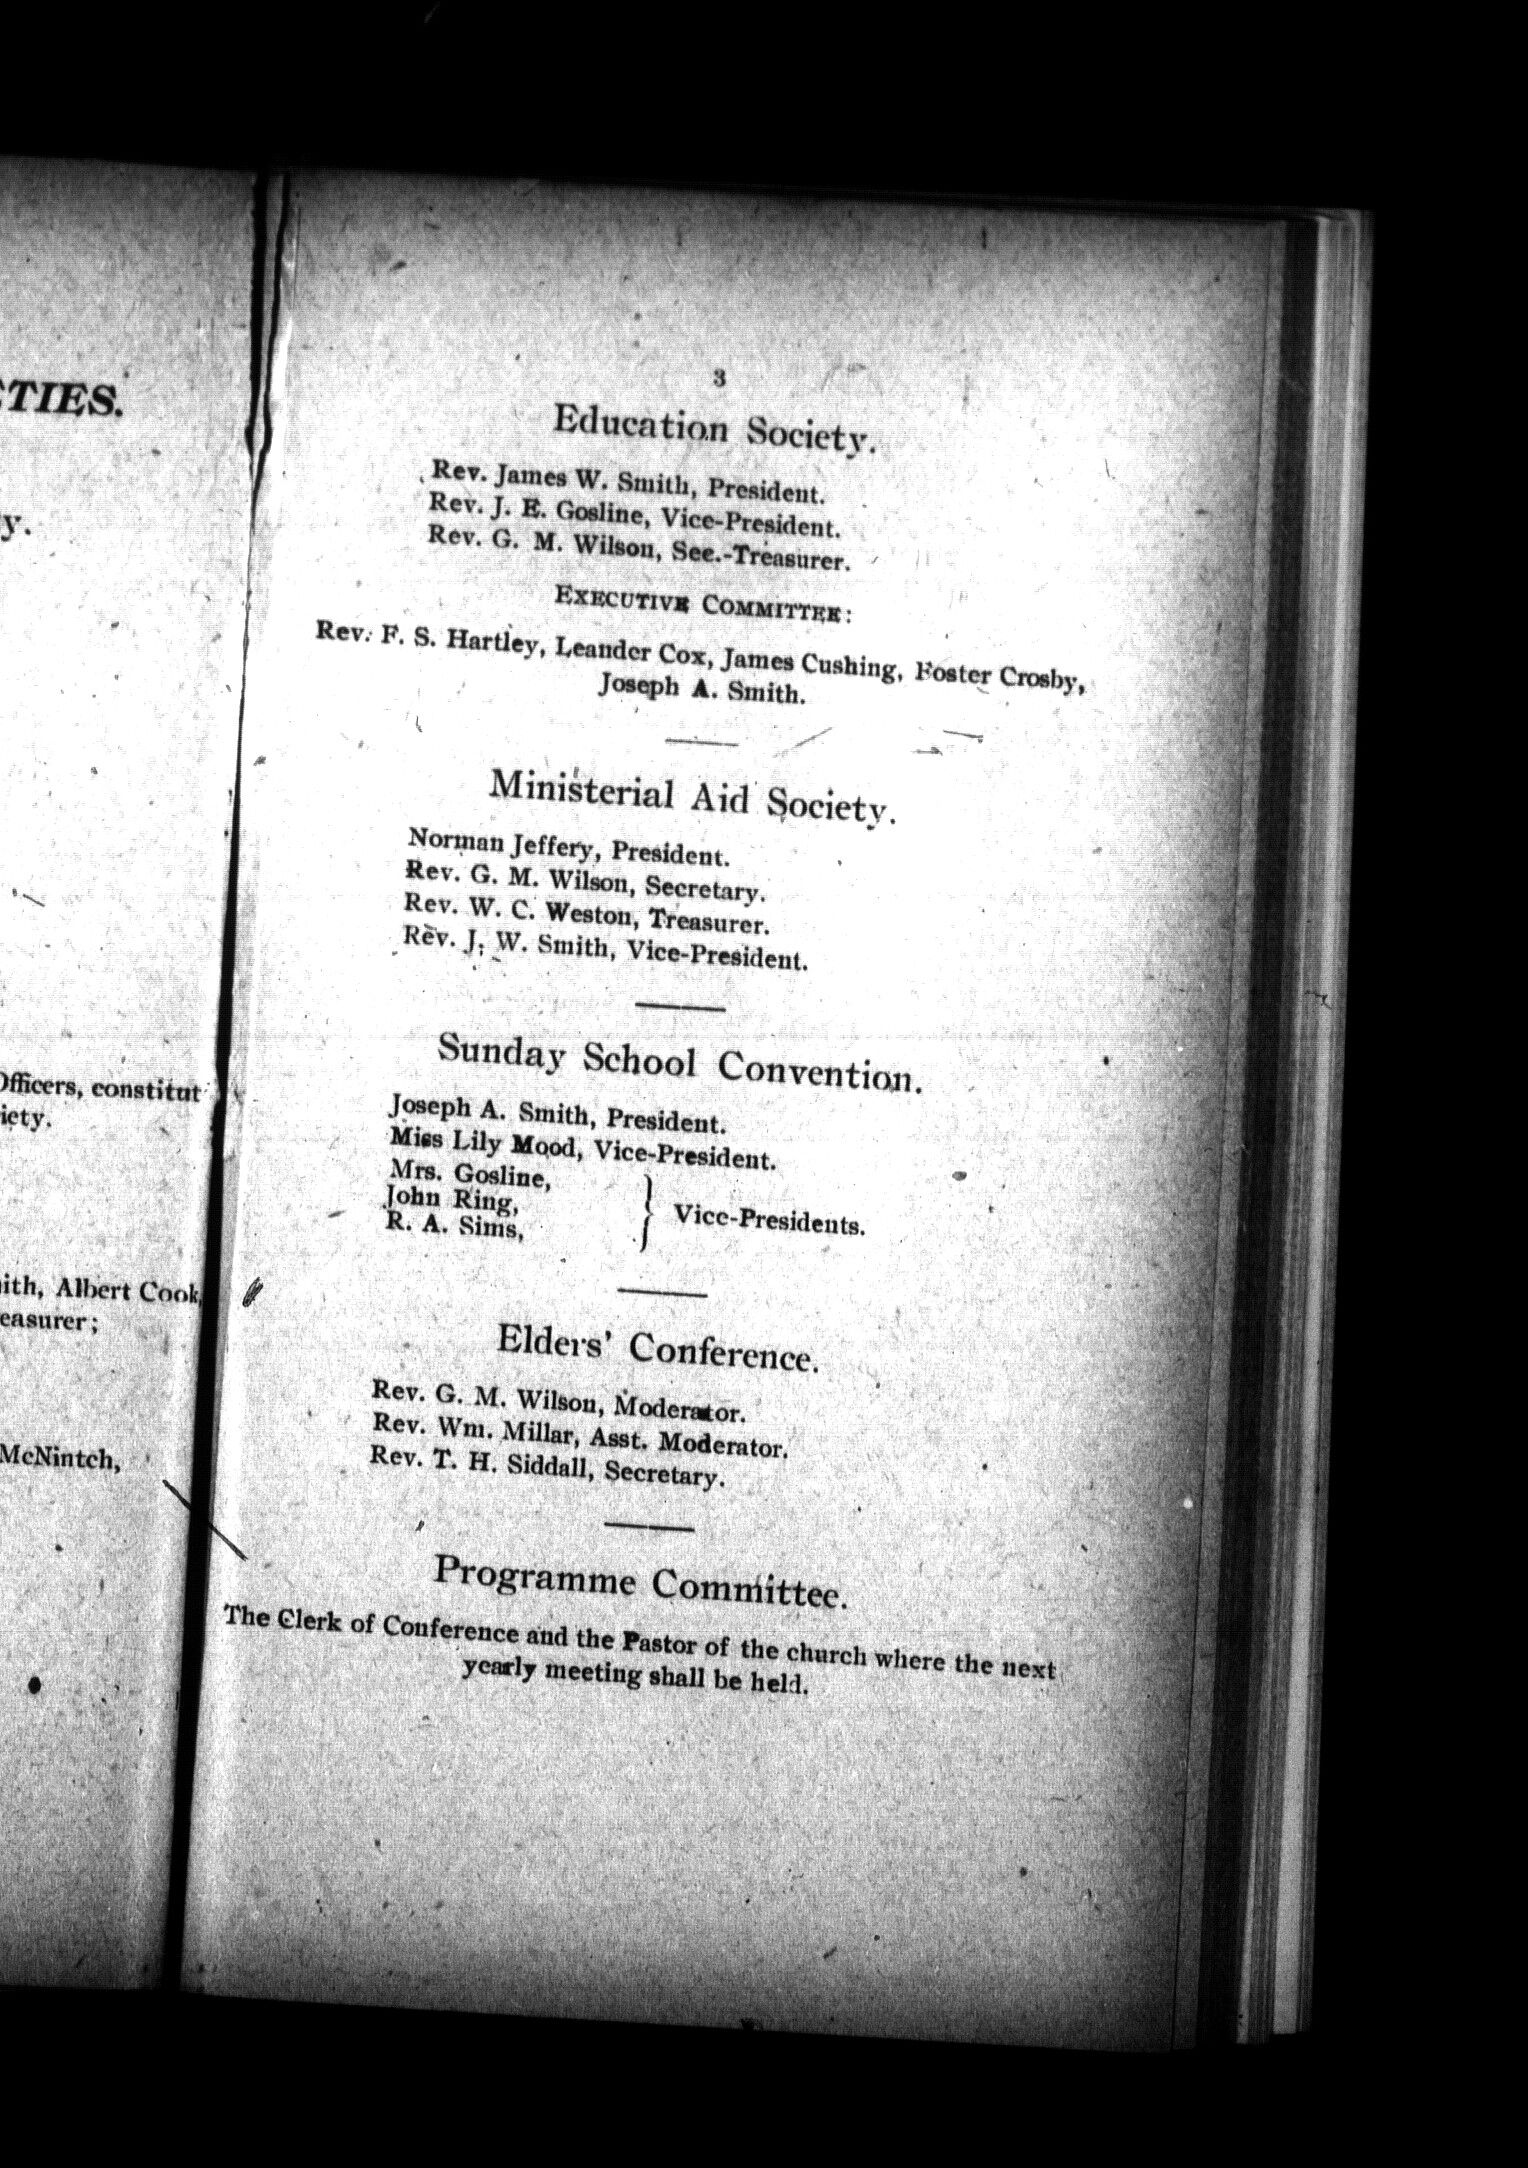 3
Education Society.
Rev. James W. Smith, President.
Rev. J. E. Gosline, Vice-President.
Rev. G. M. Wilson, Sec.-Treasurer.
EXECUTIVE COMMITTEE:
Rev. F. S. Hartley, Leander Cox, James Cushing, Foster Crosby,
Joseph A. Smith.
Ministerial Aid Society.
Norman Jeffery, President.
Rev. G. M. Wilson, Secretary.
Rev. W. C. Weston, Treasurer.
Rev. J. W. Smith, Vice-President.
Sunday School Convention.
Joseph A. Smith, President.
Miss Lily Mood, Vice-President.
Mrs. Gosline,
John Ring,
R. A. Sims,
} Vice-Presidents.
Elders' Conference.
Rev. G. M. Wilson, Moderator.
Rev. Wm. Millar, Asst. Moderator.
Rev. T. H. Siddall, Secretary.
Programme Committee.
The Clerk of Conference and the Pastor of the church where the next
yearly meeting shall be held.
TIES.
y.
Officers, constitut
iety.
ith, Albert Cook,
easurer;
McNintch,